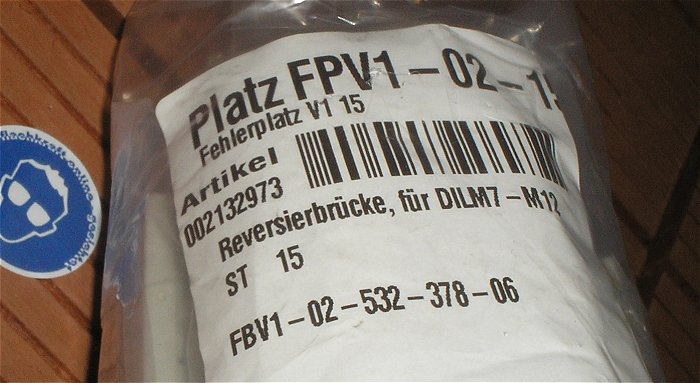 Platz FPV1-02-15
Fehlerplatz V1 15
Artikel
002132973
Reversierbrücke, für DILM7-M12
ST 15
FBV1-02-532-378-06